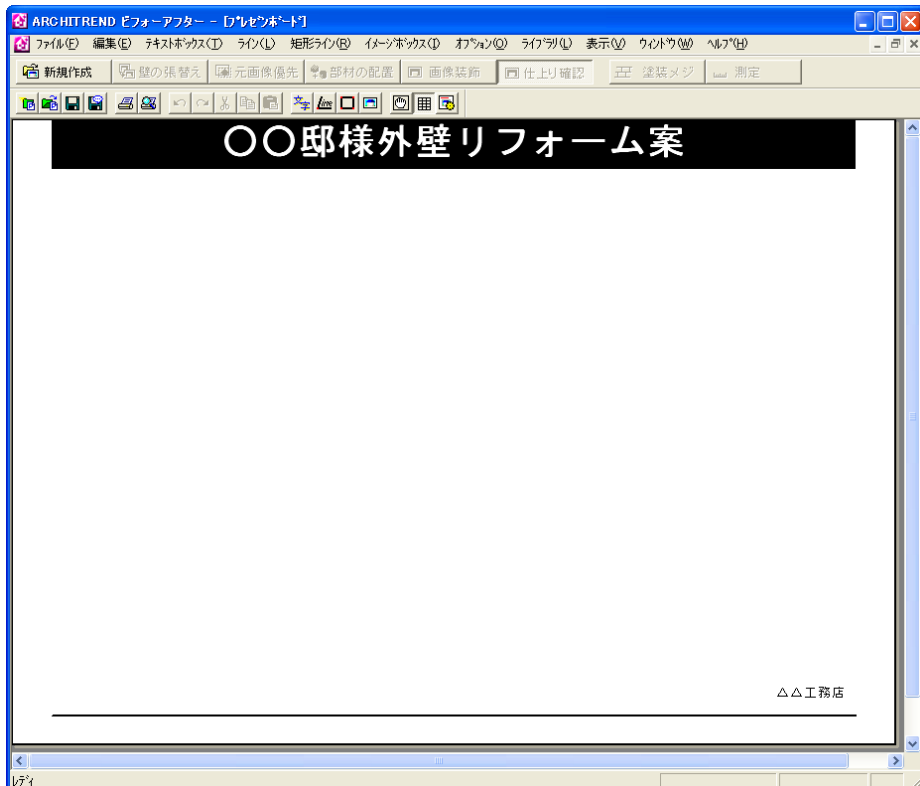 ARCHITREND ビフォーアフター - [プレゼンボード]
ファイル(F) 編集(E) テキストボックス(T) ライン(L) 矩形ライン(R) イメージボックス(I) オプション(O) ライブラリ(L) 表示(V) ウィンドウ(W) ヘルプ(H)
新規作成 壁の張替え 元画像優先 部材の配置 画像装飾 仕上り確認 塗装メジ 測定
文字 Line
〇〇邸様外壁リフォーム案
△△工務店
レディ